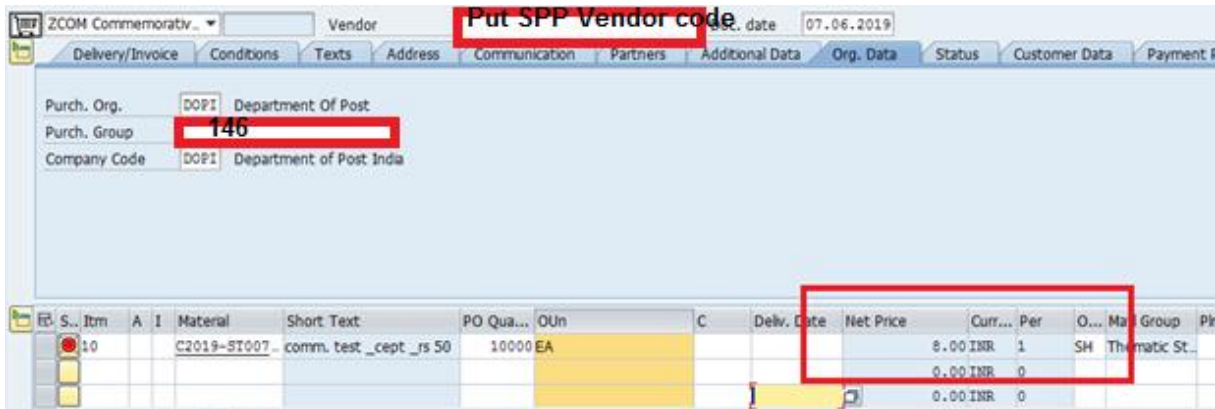 ZCOM Commemorativ.. Vendor Put SPP Vendor code date 07.06.2019
Delivery/Invoice Conditions Texts Address Communication Partners Additional Data Org. Data Status Customer Data Payment
Purch. Org. DOPI Department Of Post
Purch. Group 146
Company Code DOPI Department of Post India
S.. Itm A I Material Short Text PO Qua... OUn C Deliv. Date Net Price Curr... Per O... Matl Group
10 C2019-ST007.. comm. test _cept _rs 50 10000 EA 8.00 INR 1 SH Thematic St..
0.00 INR 0
0.00 INR 0